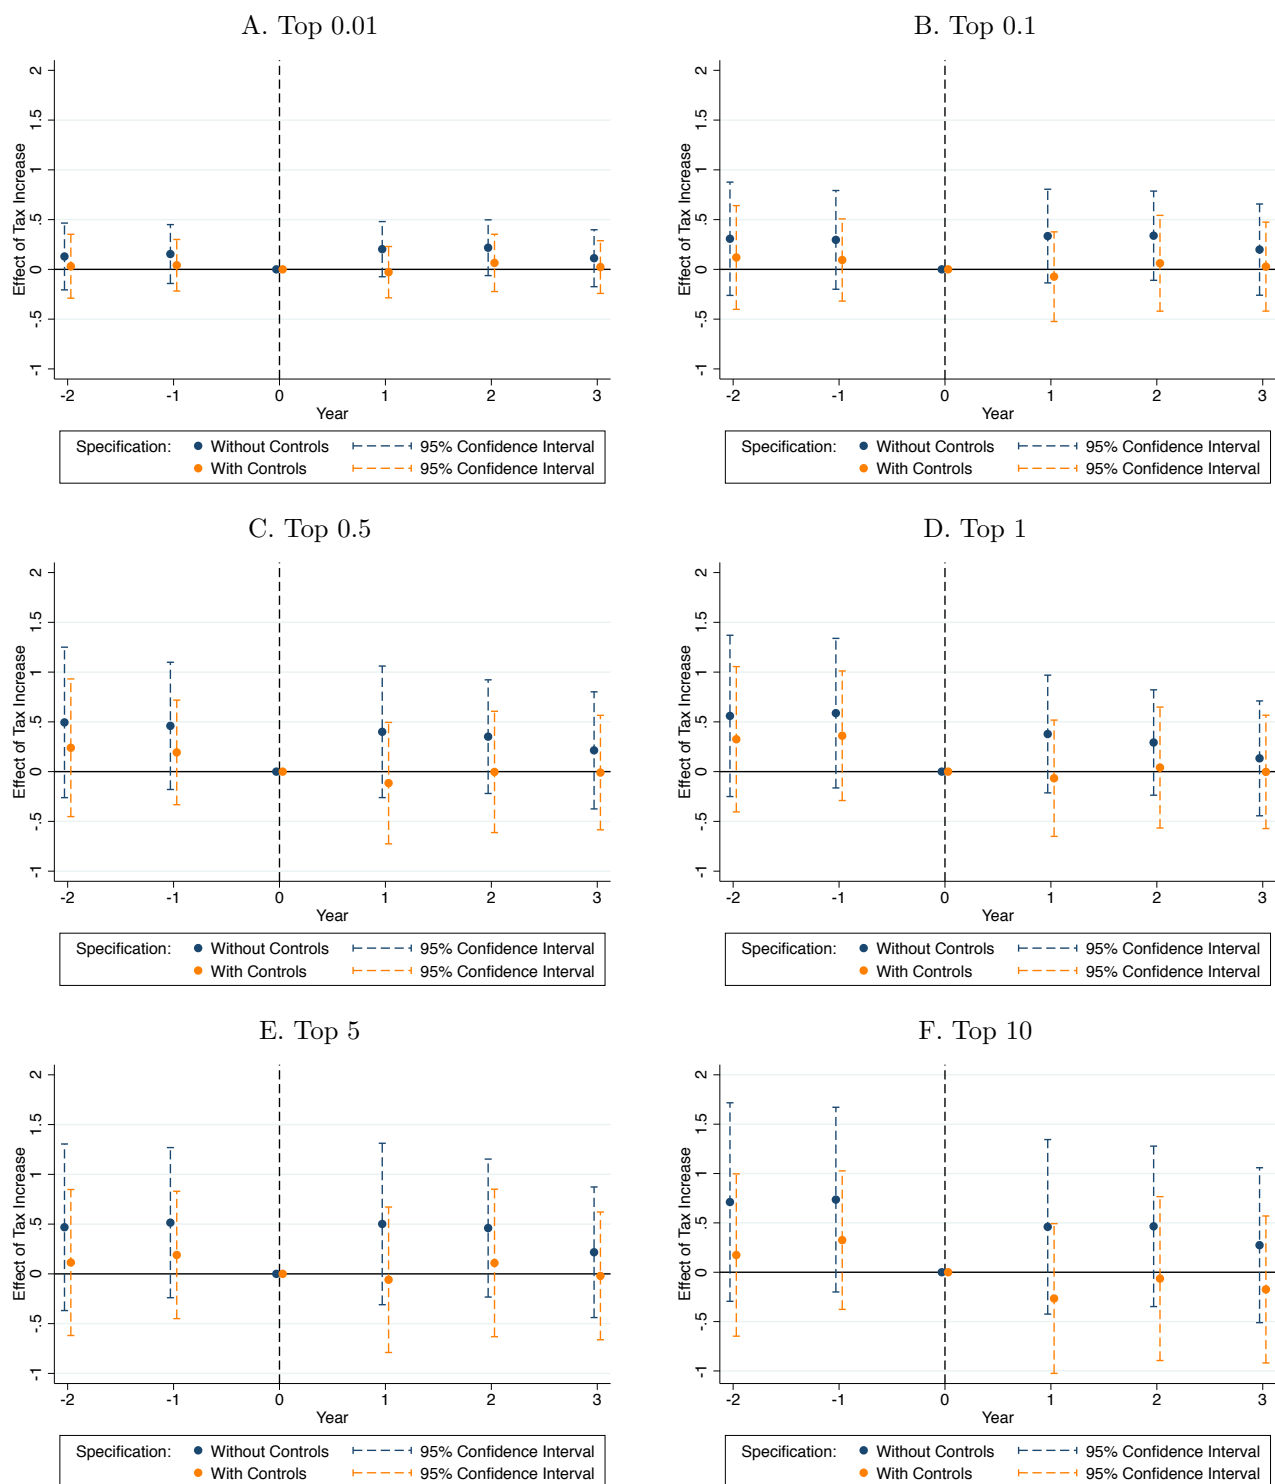 A. Top 0.01
Effect of Tax Increase
2
1.5
1
.5
0
-.5
-1
-2 -1 0 1 2 3
Year
Specification: Without Controls 95% Confidence Interval
With Controls 95% Confidence Interval
B. Top 0.1
Effect of Tax Increase
2
1.5
1
.5
0
-.5
-1
-2 -1 0 1 2 3
Year
Specification: Without Controls 95% Confidence Interval
With Controls 95% Confidence Interval
C. Top 0.5
Effect of Tax Increase
2
1.5
1
.5
0
-.5
-1
-2 -1 0 1 2 3
Year
Specification: Without Controls 95% Confidence Interval
With Controls 95% Confidence Interval
D. Top 1
Effect of Tax Increase
2
1.5
1
.5
0
-.5
-1
-2 -1 0 1 2 3
Year
Specification: Without Controls 95% Confidence Interval
With Controls 95% Confidence Interval
E. Top 5
Effect of Tax Increase
2
1.5
1
.5
0
-.5
-1
-2 -1 0 1 2 3
Year
Specification: Without Controls 95% Confidence Interval
With Controls 95% Confidence Interval
F. Top 10
Effect of Tax Increase
2
1.5
1
.5
0
-.5
-1
-2 -1 0 1 2 3
Year
Specification: Without Controls 95% Confidence Interval
With Controls 95% Confidence Interval